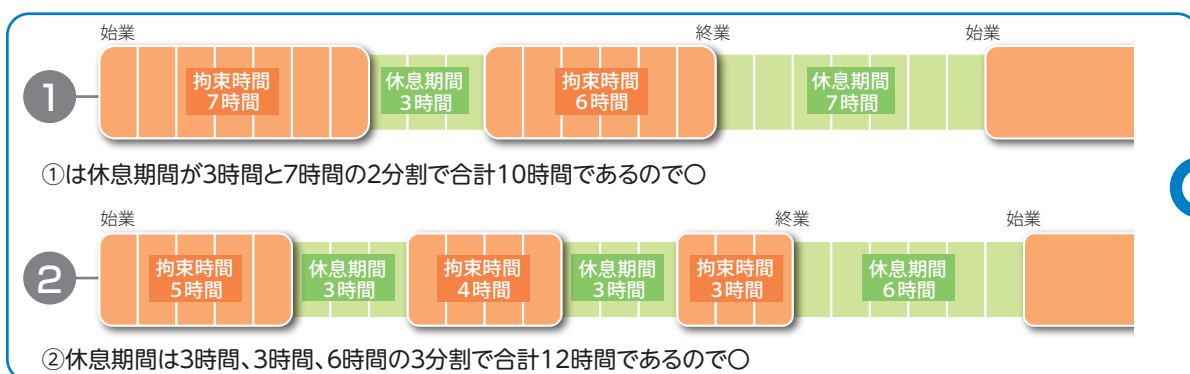 始業 終業 始業
1 拘束時間 休息期間 拘束時間 休息期間
7時間 3時間 6時間 7時間
①は休息期間が3時間と7時間の2分割で合計10時間であるので〇
始業 終業 始業
2 拘束時間 休息期間 拘束時間 休息期間 拘束時間 休息期間
5時間 3時間 4時間 3時間 3時間 6時間
②休息期間は3時間、3時間、6時間の3分割で合計12時間であるので〇